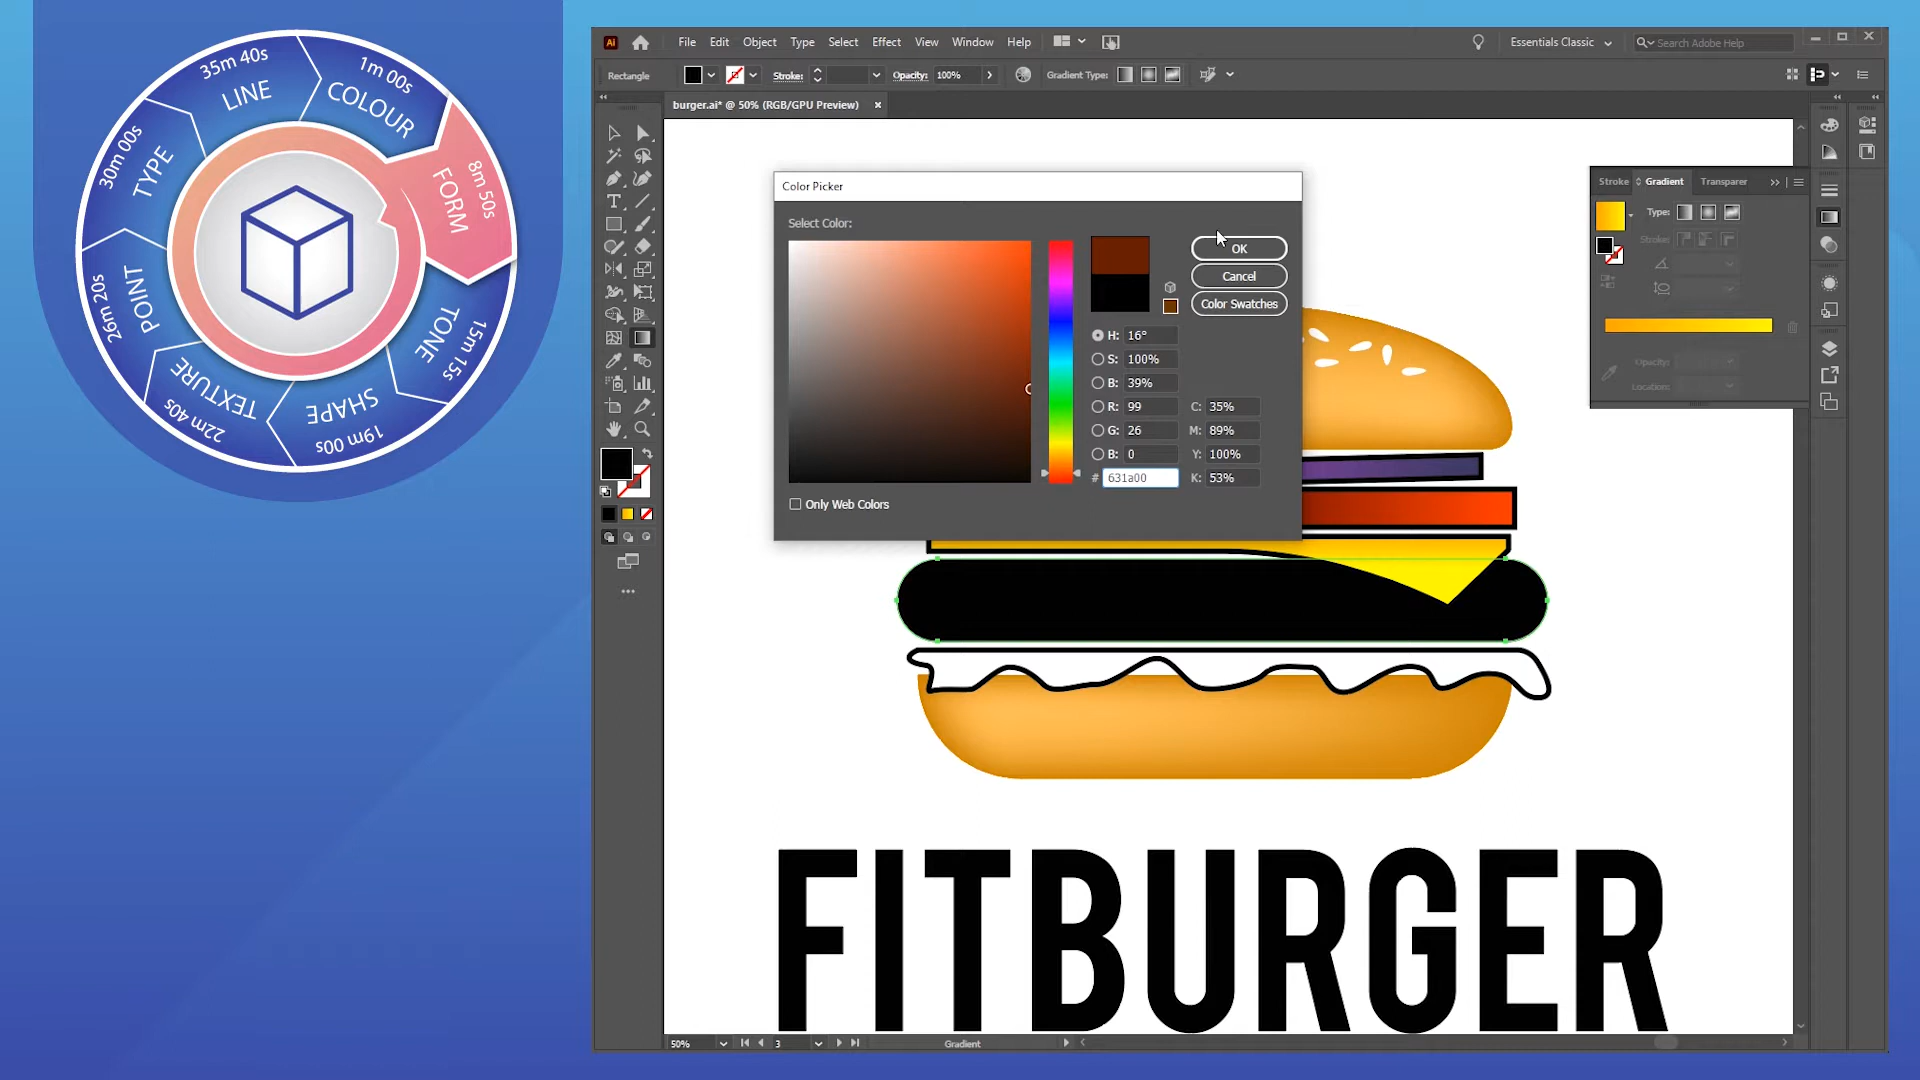 35m 40s
LINE
1m 00s
COLOUR
8m 50s
FORM
15m 15s
TONE
19m 00s
SHAPE
22m 40s
TEXTURE
26m 20s
POINT
30m 00s
TYPE
Ai File Edit Object Type Select Effect View Window Help Essentials Classic Search Adobe Help
Rectangle Stroke: Opacity: 100% Gradient Type:
burger.ai* @ 50% (RGB/GPU Preview)
Color Picker
Select Color:
OK
Cancel
Color Swatches
H: 16°
S: 100%
B: 39%
R: 99 C: 35%
G: 26 M: 89%
B: 0 Y: 100%
# 631a00 K: 53%
Only Web Colors
Stroke Gradient Transparer
Type:
Stroke:
Opacity:
Location:
FITBURGER
50% 3 Gradient